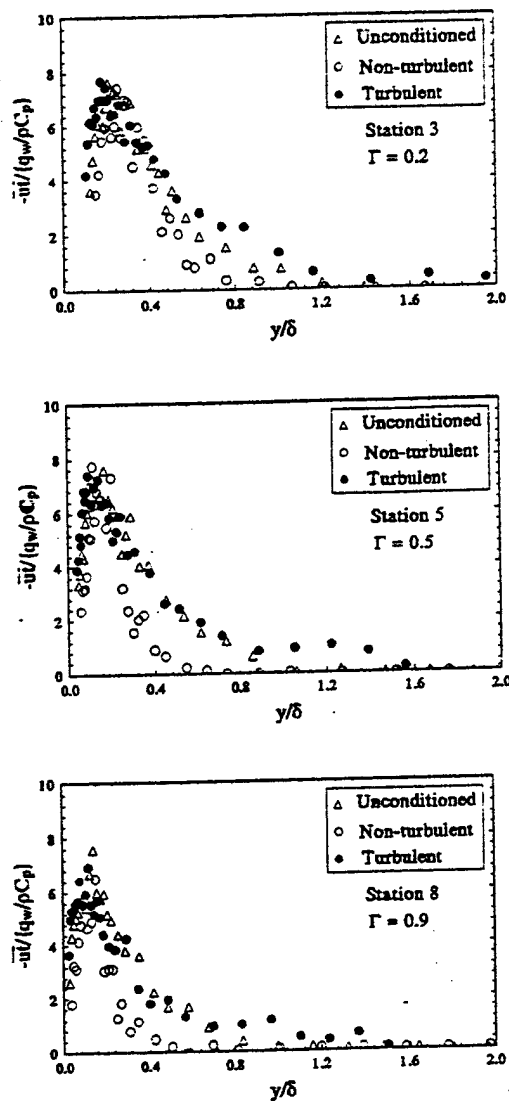 10
8
6
4
2
0
-ut/(qw/ρCp)
△ Unconditioned
○ Non-turbulent
● Turbulent
Station 3
Γ = 0.2
0.0 0.4 0.8 1.2 1.6 2.0
y/δ
10
8
6
4
2
0
-ut/(qw/ρCp)
△ Unconditioned
○ Non-turbulent
● Turbulent
Station 5
Γ = 0.5
0.0 0.4 0.8 1.2 1.6 2.0
y/δ
10
8
6
4
2
0
-ut/(qw/ρCp)
△ Unconditioned
○ Non-turbulent
● Turbulent
Station 8
Γ = 0.9
0.0 0.4 0.8 1.2 1.6 2.0
y/δ